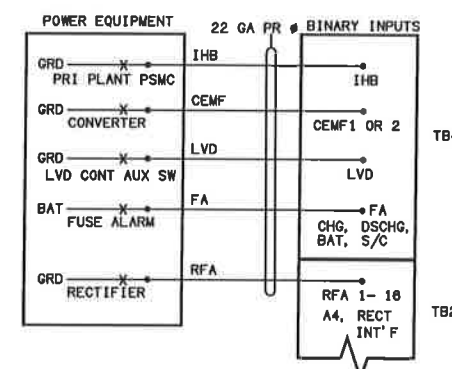 POWER EQUIPMENT
22 GA PR ø BINARY INPUTS
GRD
IHB
PRI PLANT PSMC
IHB
GRD
CEMF
CONVERTER
CEMF1 OR 2
GRD
LVD
LVD CONT AUX SW
LVD
BAT
FA
FUSE ALARM
FA
CHG, DSCHG,
BAT, S/C
GRD
RFA
RECTIFIER
RFA 1- 16
A4, RECT
INT'F
TB2